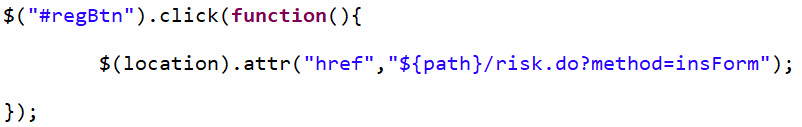 $("#regBtn").click(function(){
$(location).attr("href","${path}/risk.do?method=insForm");
});